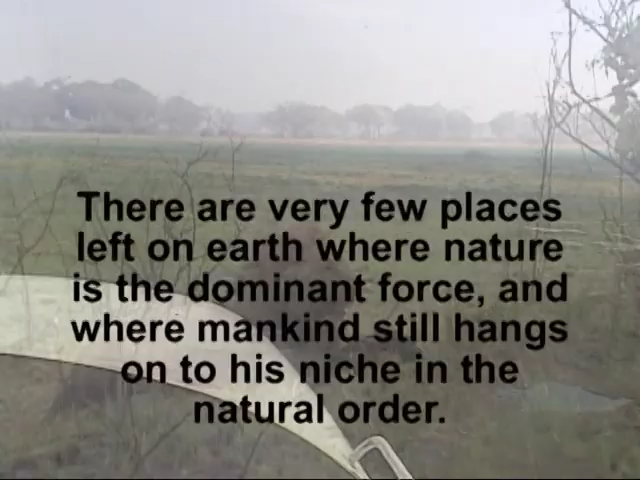 There are very few places
left on earth where nature
is the dominant force, and
where mankind still hangs
on to his niche in the
natural order.